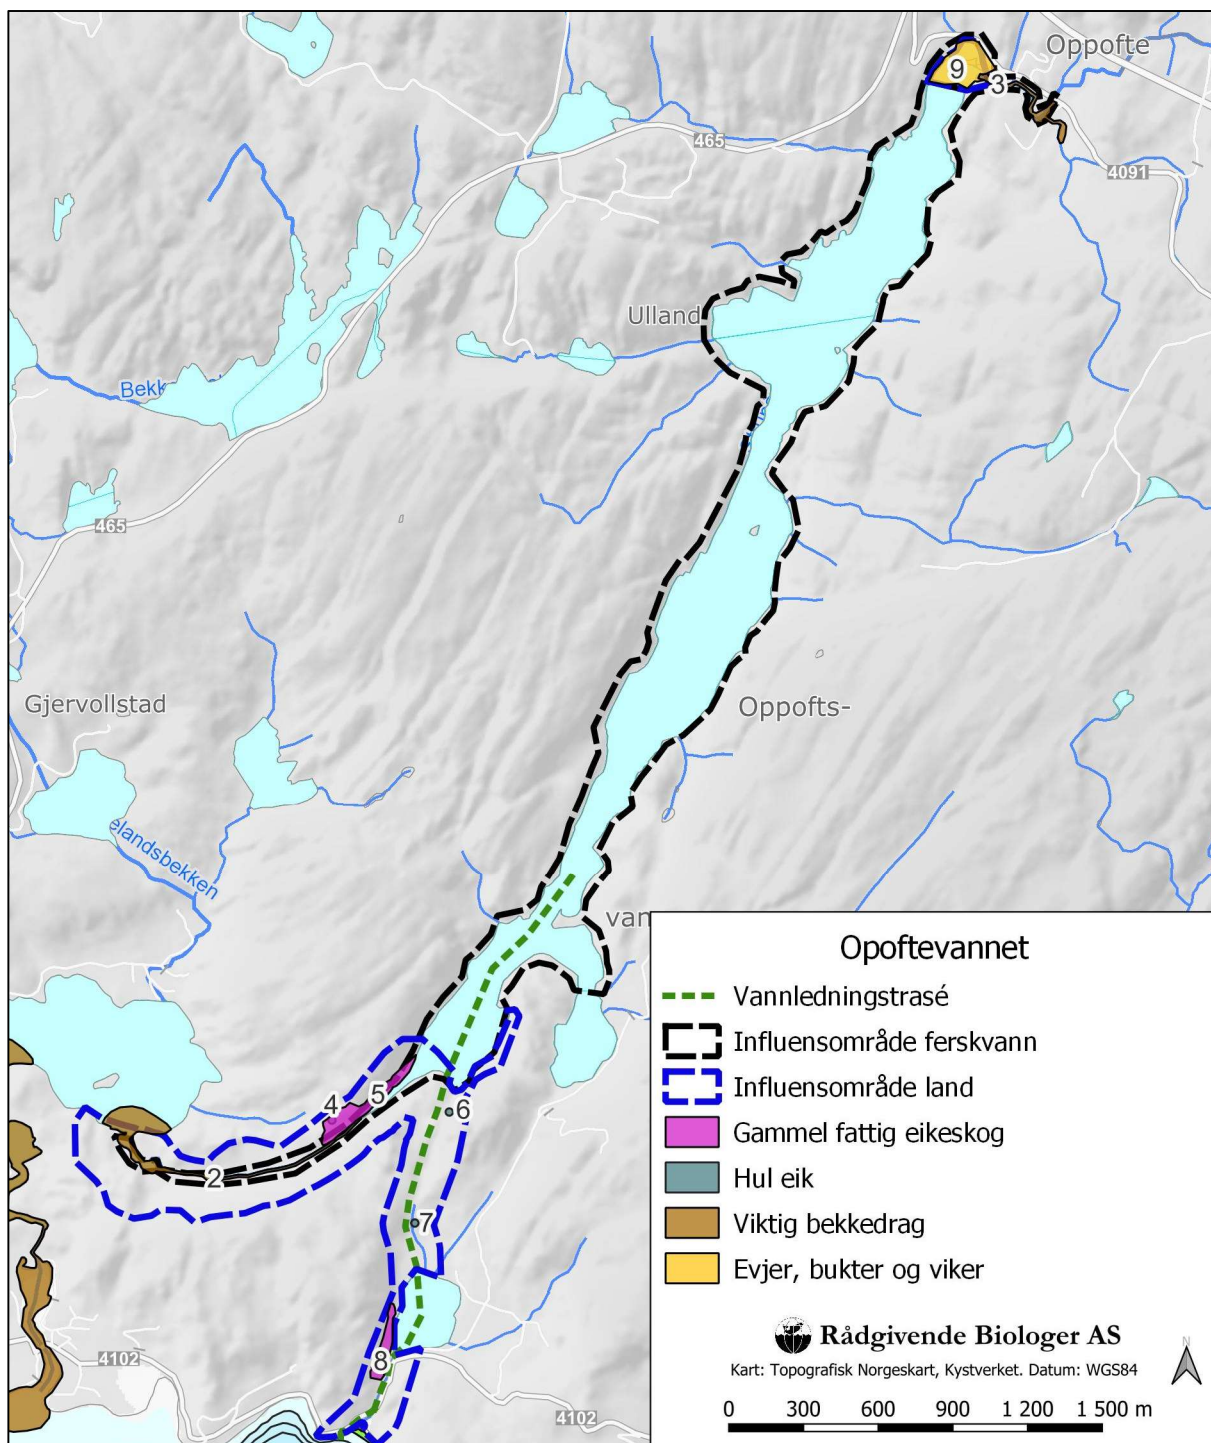 Oppofte
9
3
465
4091
Ulland
465
Gjervollstad
Oppofts-
elandsbekken
4
5
6
2
7
8
4102
4102
Opoftevannet
Vannledningstrasé
Influensområde ferskvann
Influensområde land
Gammel fattig eikeskog
Hul eik
Viktig bekkedrag
Evjer, bukter og viker
Rådgivende Biologer AS
Kart: Topografisk Norgeskart, Kystverket. Datum: WGS84
N
0 300 600 900 1 200 1 500 m